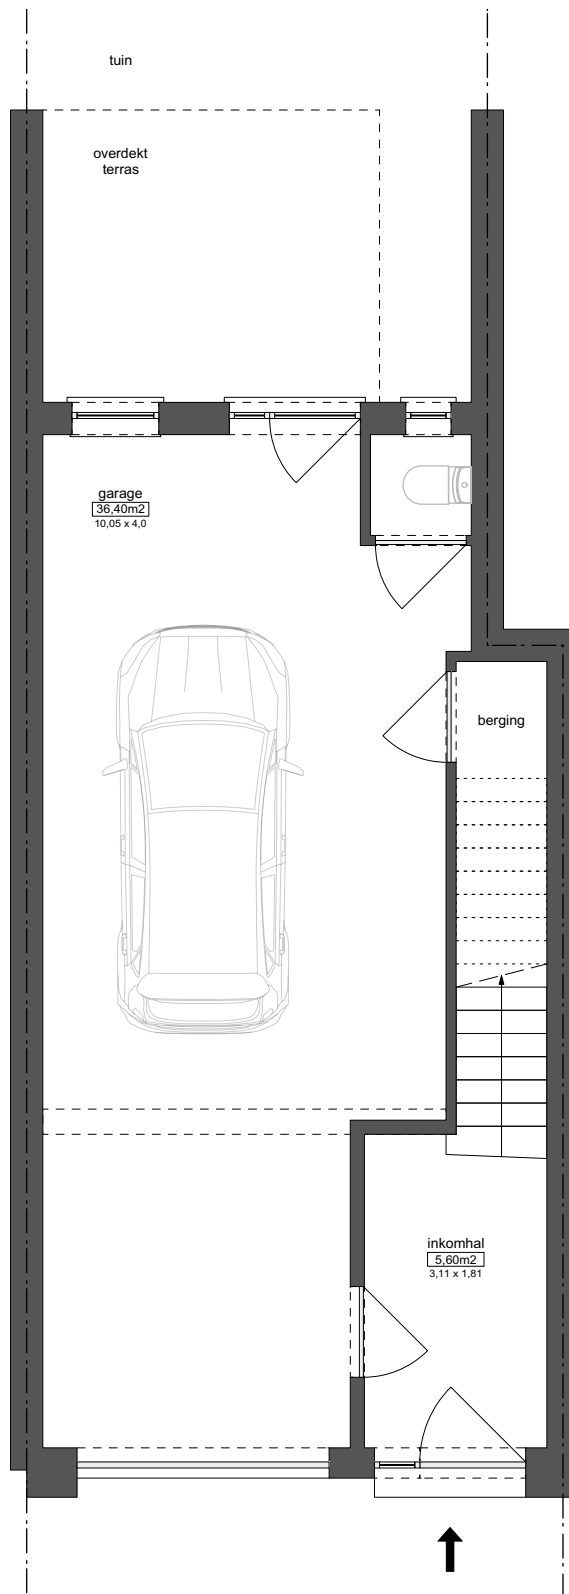 tuin
overdekt
terras
garage
36,40m2
10,05 x 4,0
berging
inkomhal
5,60m2
3,11 x 1,81